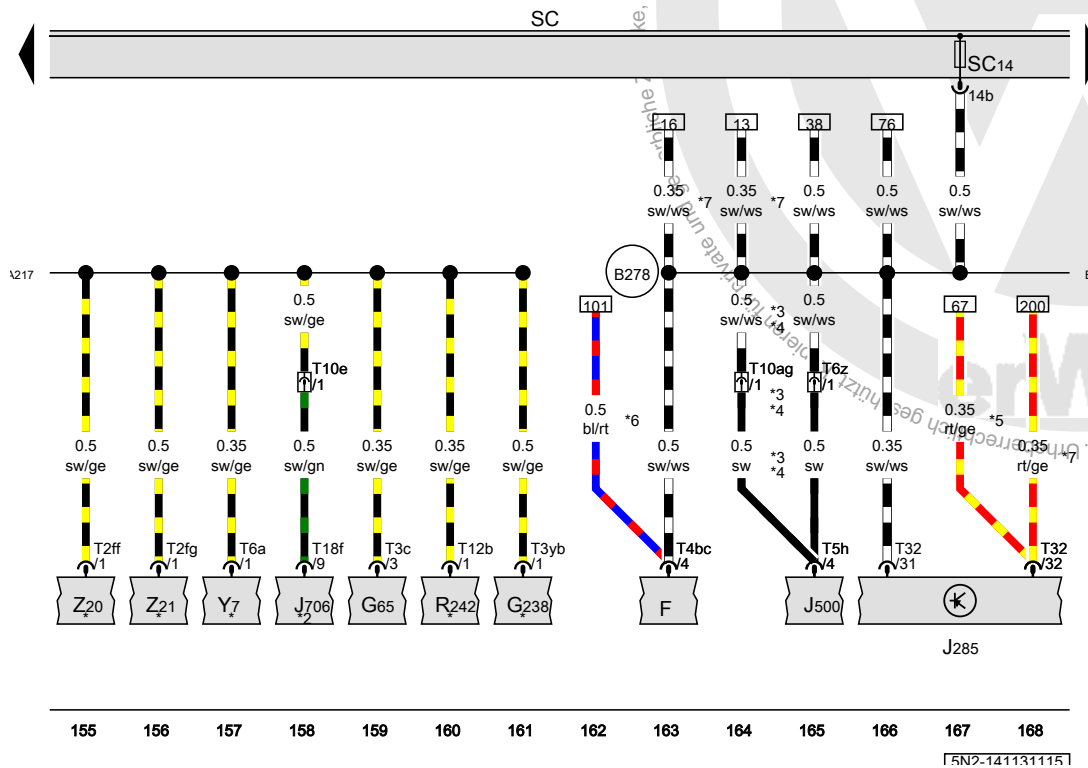 SC
SC14
14b
16
13
38
76
0.35
0.35
0.5
0.5
0.5
sw/ws
*7
sw/ws
*7
sw/ws
sw/ws
sw/ws
B278
101
67
200
0.5
sw/ge
0.5
sw/ws
*3
*4
0.5
sw/ws
T10e
/1
T10ag
/1
*3
*4
T6z
/1
0.5
bl/rt
*6
0.35
rt/ge
*5
0.5
sw/ge
0.5
sw/ge
0.35
sw/ge
0.5
sw/gn
0.5
sw/ge
0.35
sw/ge
0.5
sw/ge
0.5
sw/ws
0.5
sw
*3
*4
0.5
sw
0.35
sw/ws
0.35
rt/ge
*7
T2ff
/1
T2fg
/1
T6a
/1
T18f
/9
T3c
/3
T12b
/1
T3yb
/1
T4bc
/4
T5h
/4
T32
/31
T32
/32
Z20
*
Z21
*
Y7
*
J706
*2
G65
R242
*
G238
*
F
J500
J285
155 156 157 158 159 160 161 162 163 164 165 166 167 168
5N2-141131115